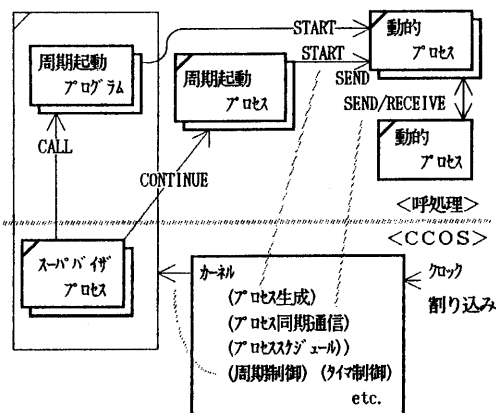 START
動的
プロセス
周期起動
プログラム
周期起動
プロセス
START
SEND
SEND/RECEIVE
動的
プロセス
CALL
CONTINUE
<呼処理>
<CCOS>
スーパバイザ
プロセス
カーネル
(プロセス生成)
(プロセス同期通信)
(プロセススケジュール))
(周期制御) (タイマ制御)
etc.
クロック
割り込み